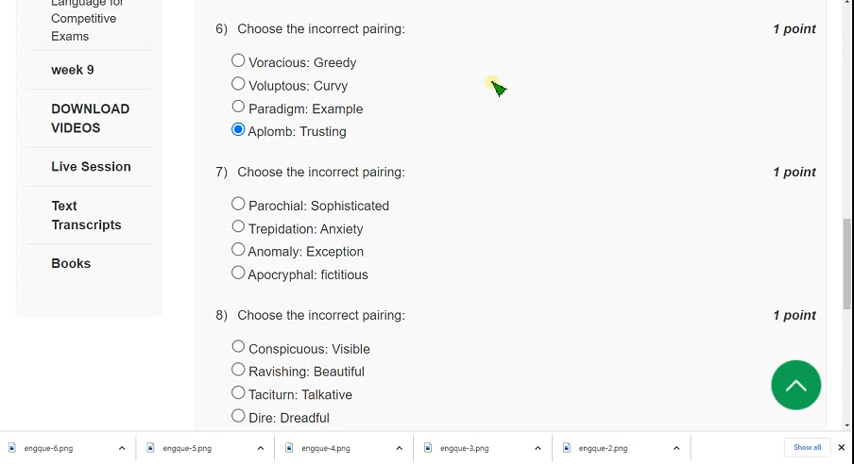 Language for
Competitive
Exams
week 9
DOWNLOAD
VIDEOS
Live Session
Text
Transcripts
Books
6) Choose the incorrect pairing:
1 point
Voracious: Greedy
Voluptous: Curvy
Paradigm: Example
Aplomb: Trusting
7) Choose the incorrect pairing:
1 point
Parochial: Sophisticated
Trepidation: Anxiety
Anomaly: Exception
Apocryphal: fictitious
8) Choose the incorrect pairing:
1 point
Conspicuous: Visible
Ravishing: Beautiful
Taciturn: Talkative
Dire: Dreadful
engque-6.png
engque-5.png
engque-4.png
engque-3.png
engque-2.png
Show all